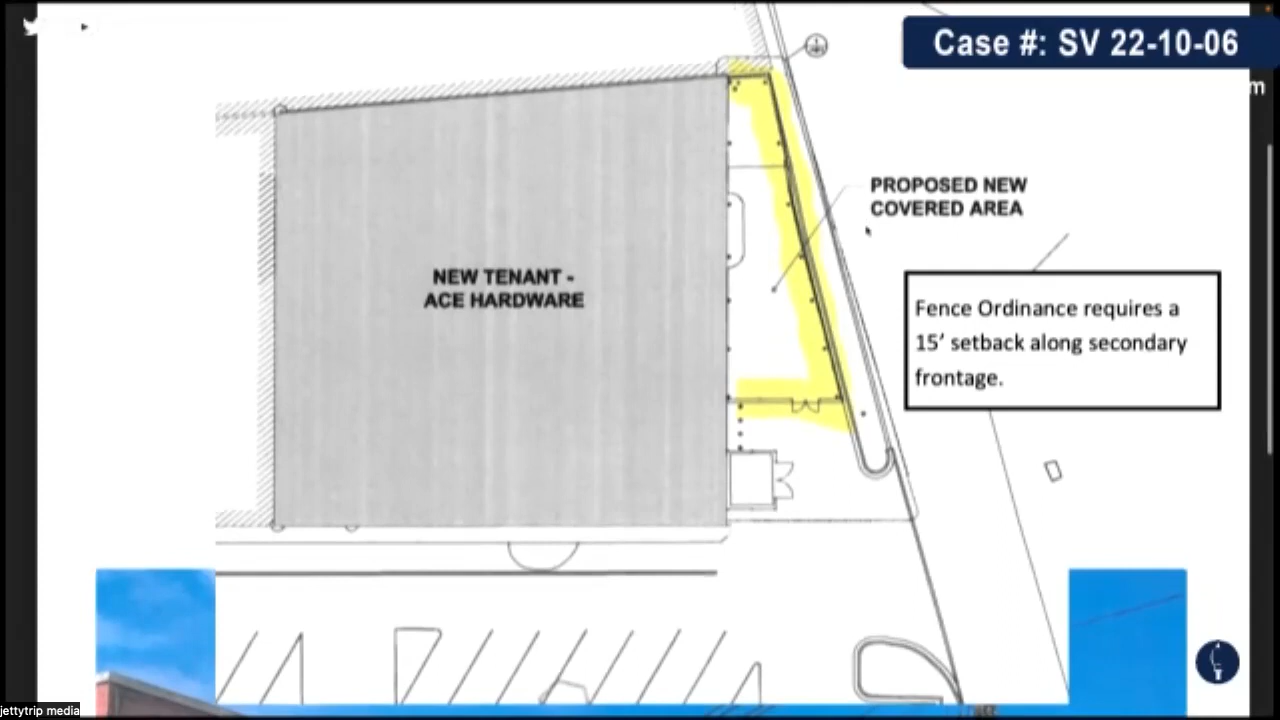 Case #: SV 22-10-06
m
PROPOSED NEW
COVERED AREA
NEW TENANT -
ACE HARDWARE
Fence Ordinance requires a
15’ setback along secondary
frontage.
jettytrip media